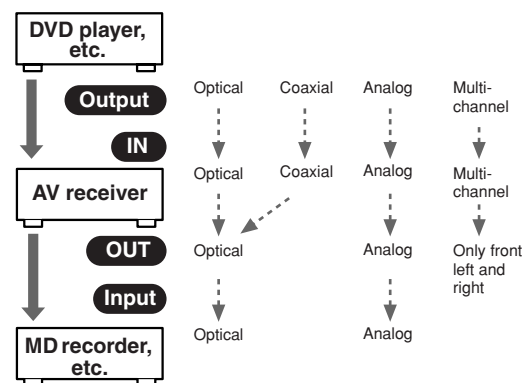 DVD player,
etc.
Output
Optical Coaxial Analog Multi-
channel
IN
AV receiver
Optical Coaxial Analog Multi-
channel
OUT
Optical Analog Only front
left and
right
Input
Optical Analog
MD recorder,
etc.